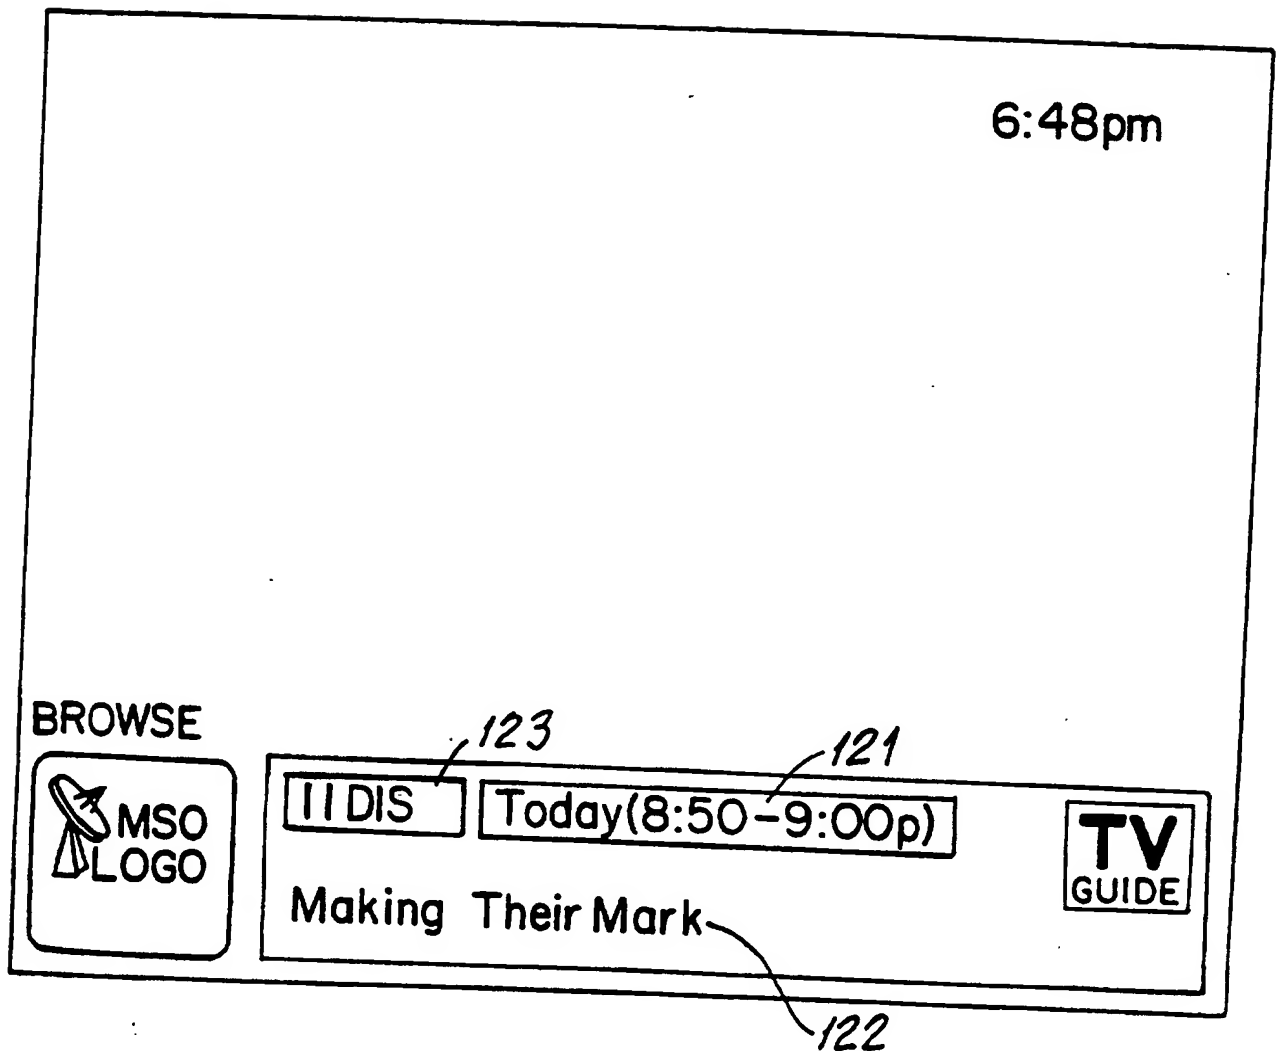 6:48pm
BROWSE
123
121
11 DIS
Today(8:50-9:00p)
MSO
LOGO
TV
GUIDE
Making Their Mark
122